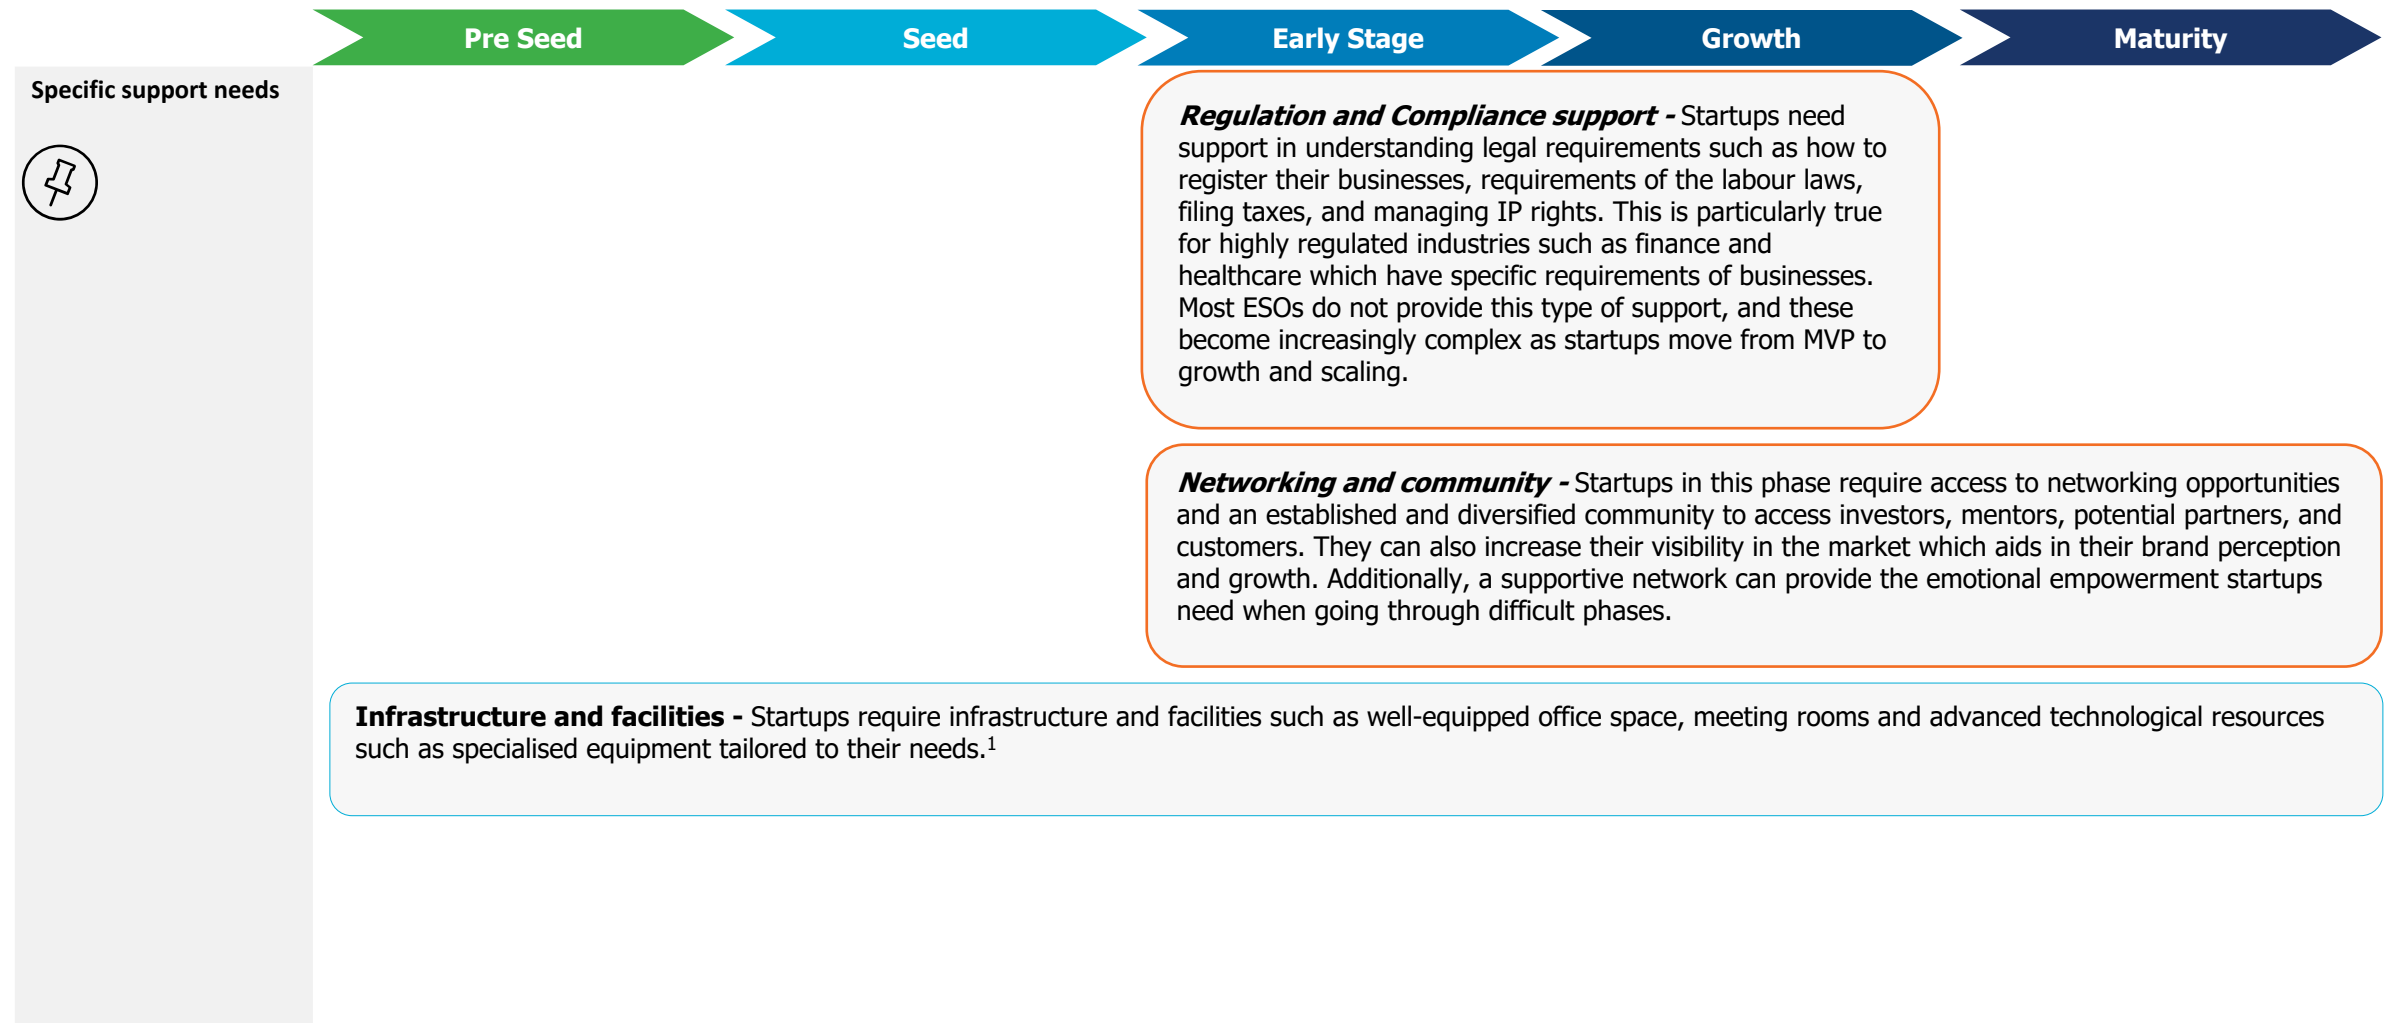 Pre Seed
Seed
Early Stage
Growth
Maturity
Specific support needs
Regulation and Compliance support - Startups need
support in understanding legal requirements such as how to
register their businesses, requirements of the labour laws,
filing taxes, and managing IP rights. This is particularly true
for highly regulated industries such as finance and
healthcare which have specific requirements of businesses.
Most ESOs do not provide this type of support, and these
become increasingly complex as startups move from MVP to
growth and scaling.
Networking and community - Startups in this phase require access to networking opportunities
and an established and diversified community to access investors, mentors, potential partners, and
customers. They can also increase their visibility in the market which aids in their brand perception
and growth. Additionally, a supportive network can provide the emotional empowerment startups
need when going through difficult phases.
Infrastructure and facilities - Startups require infrastructure and facilities such as well-equipped office space, meeting rooms and advanced technological resources
such as specialised equipment tailored to their needs.1